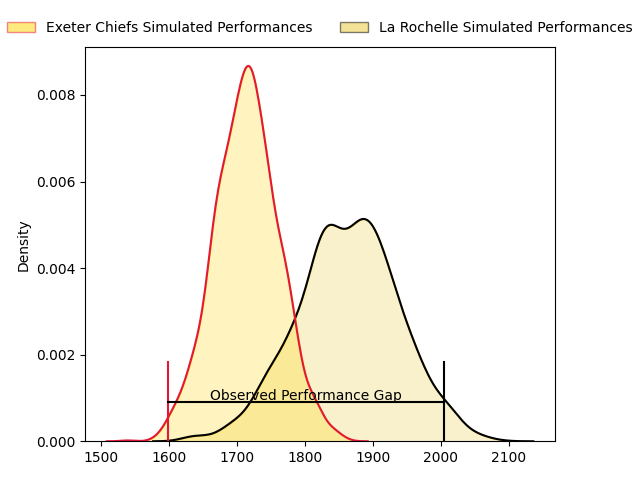 Exeter Chiefs Simulated Performances La Rochelle Simulated Performances
0.008
0.006
0.004
0.002
0.000
Density
Observed Performance Gap
1500 1600 1700 1800 1900 2000 2100